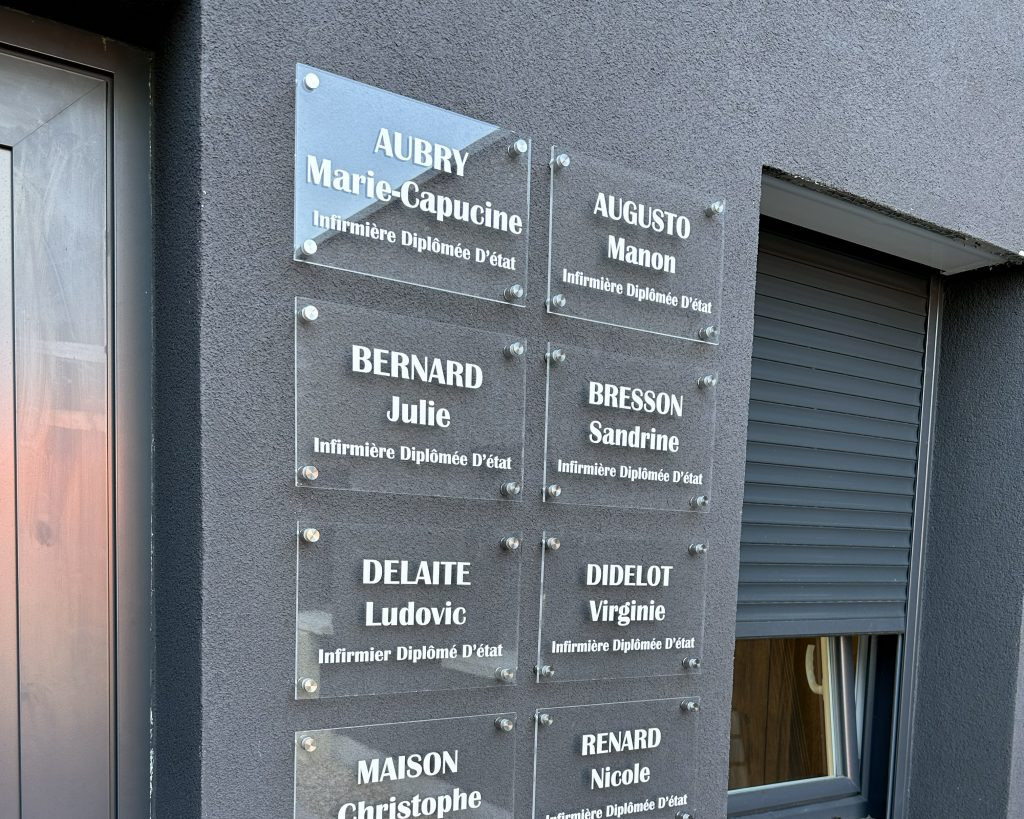 AUBRY
Marie-Capucine
Infirmière Diplômée D'état
AUGUSTO
Manon
Infirmière Diplômée D'état
BERNARD
Julie
Infirmière Diplômée D'état
BRESSON
Sandrine
Infirmière Diplômée D'état
DELAITE
Ludovic
Infirmier Diplômé D'état
DIDELOT
Virginie
Infirmière Diplômée D'état
MAISON
Christophe
RENARD
Nicole
Infirmière Diplômée D'état